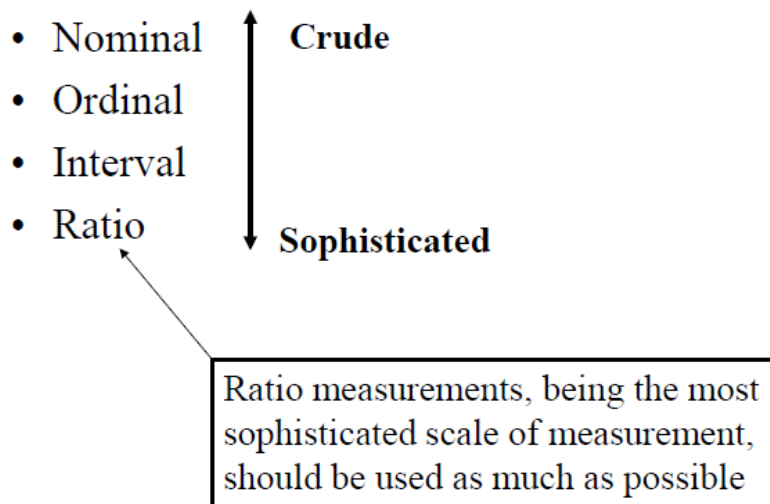 • Nominal
Crude
• Ordinal
• Interval
• Ratio
Sophisticated
Ratio measurements, being the most
sophisticated scale of measurement,
should be used as much as possible